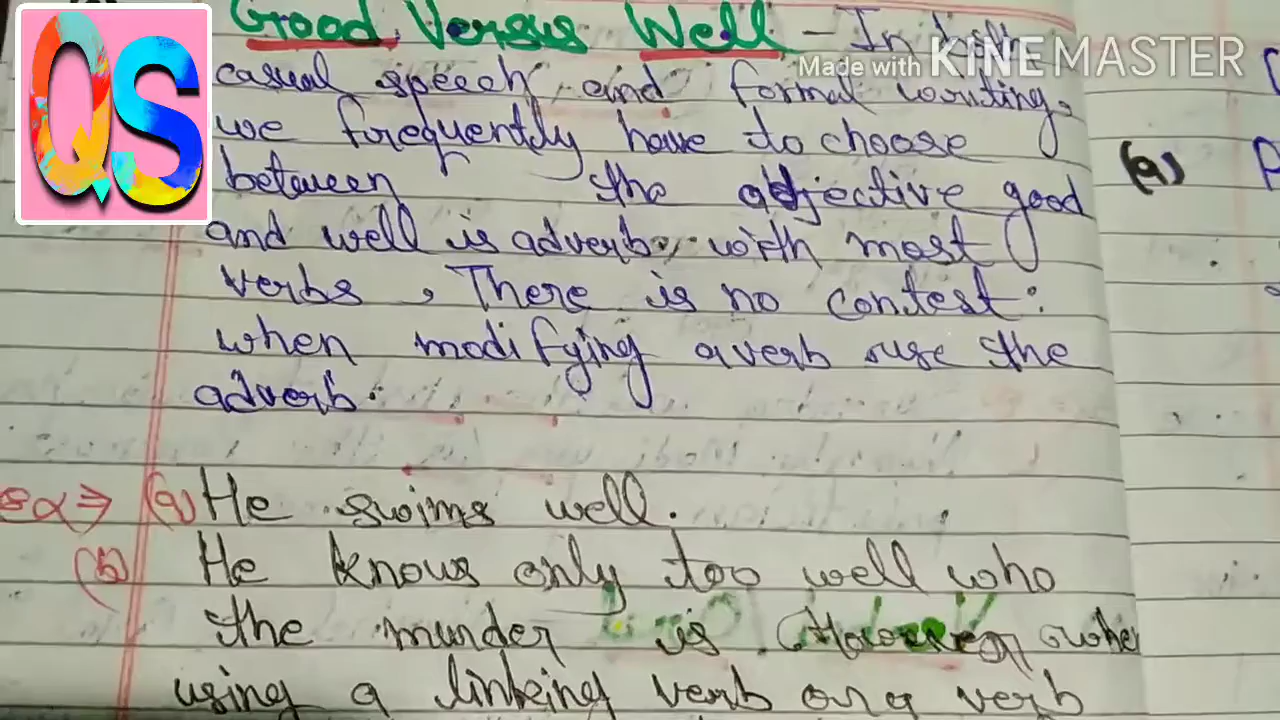 QS
Good Versus Well – In both
Made with KINEMASTER
casual speech, and formal writing,
we frequently have to choose
between the adjective good
and well is adverb, with most
verbs, There is no contest:
when modifying a verb use the
adverb.
ex ⇒ (a) He swims well.
(b) He knows only too well who
the murder is. However, whe
using a linking verb or a verb
(a)